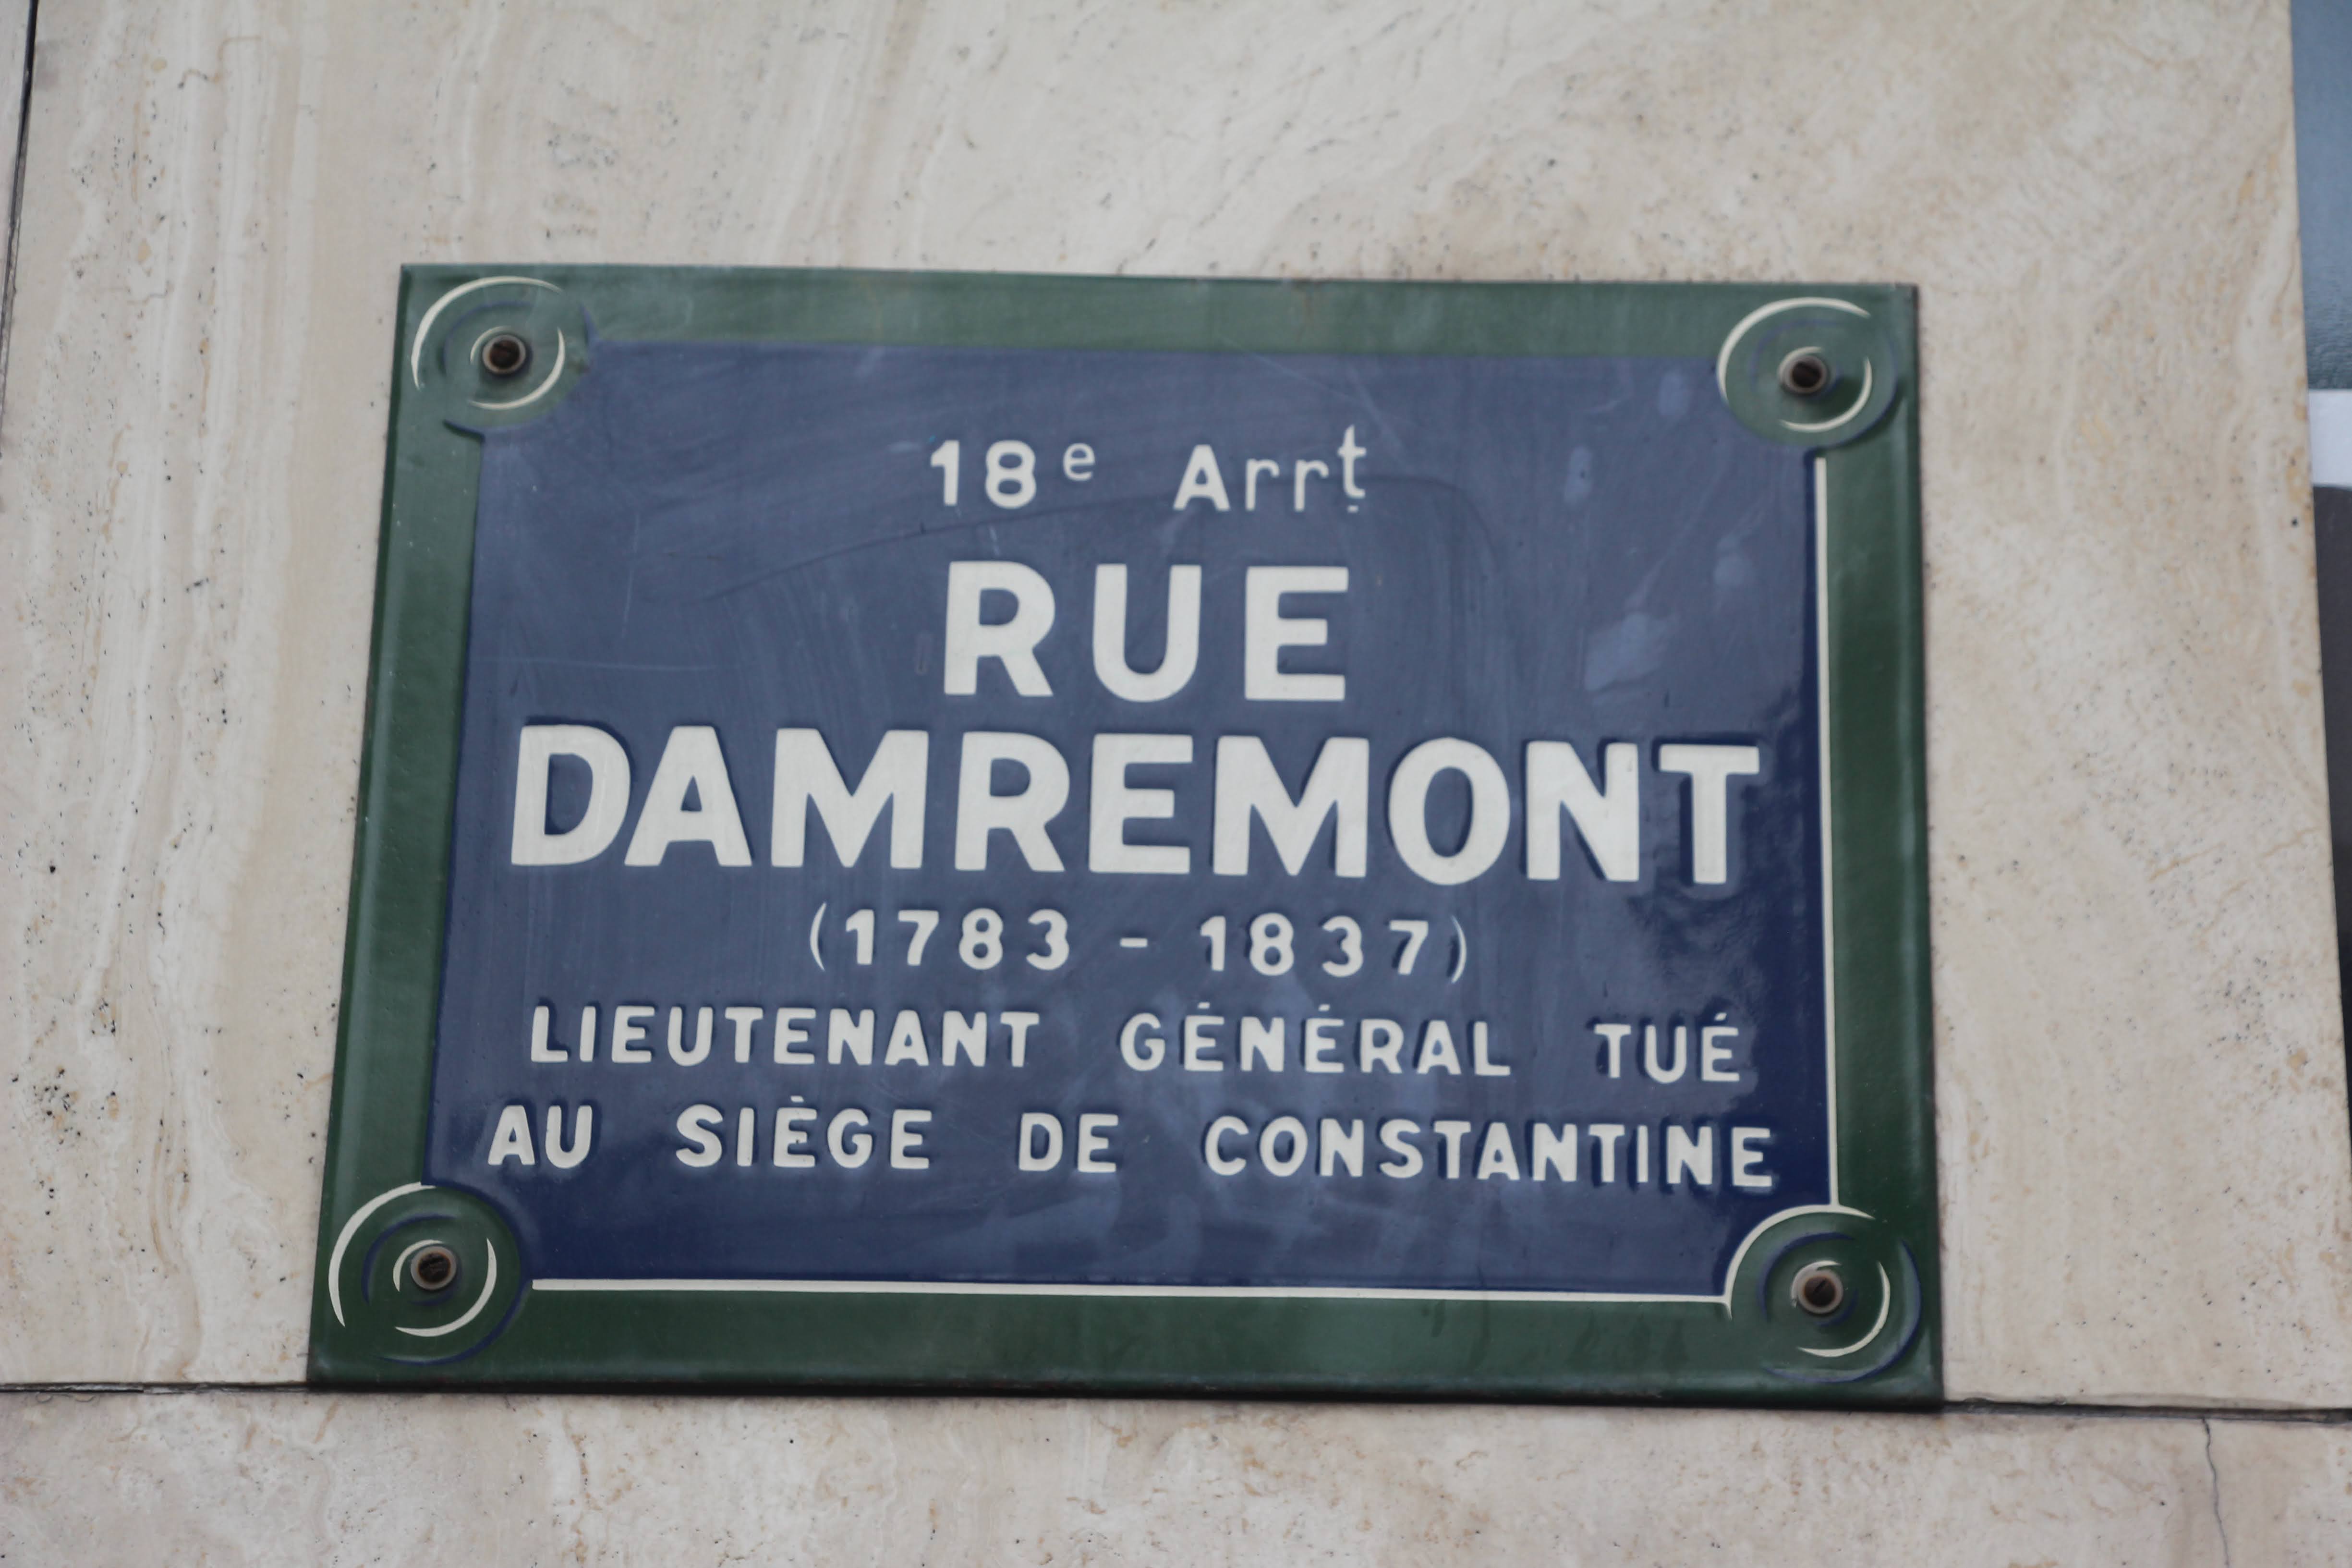 18e Arrt
RUE
DAMREMONT
(1783 - 1837)
LIEUTENANT GÉNÉRAL TUÉ
AU SIÈGE DE CONSTANTINE